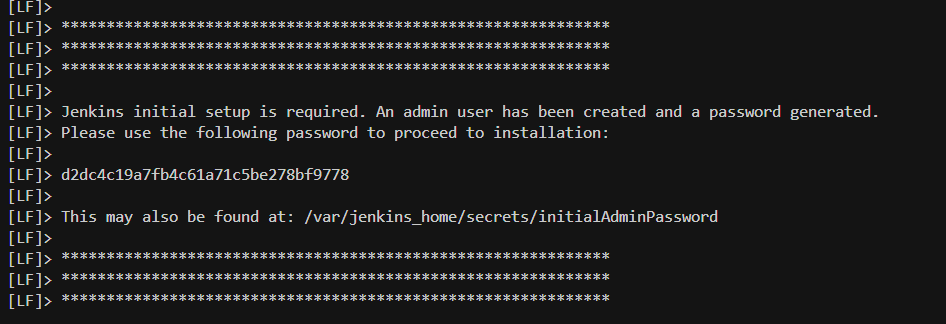 [LF]>
[LF]> *************************************************************
[LF]> *************************************************************
[LF]> *************************************************************
[LF]>
[LF]> Jenkins initial setup is required. An admin user has been created and a password generated.
[LF]> Please use the following password to proceed to installation:
[LF]>
[LF]> d2dc4c19a7fb4c61a71c5be278bf9778
[LF]>
[LF]> This may also be found at: /var/jenkins_home/secrets/initialAdminPassword
[LF]>
[LF]> *************************************************************
[LF]> *************************************************************
[LF]> *************************************************************